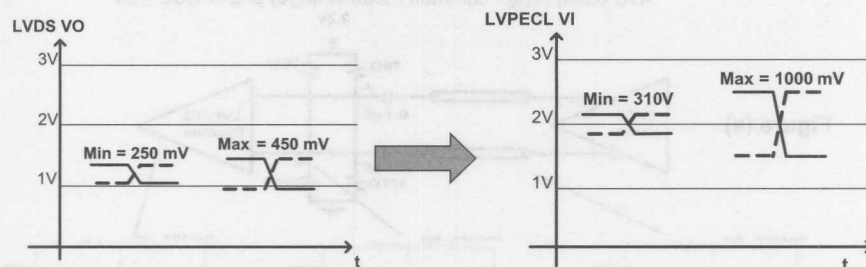 LVDS VO
3V
2V
1V
Min = 250 mV
Max = 450 mV
t
LVPECL VI
3V
2V
1V
Min = 310V
Max = 1000 mV
t